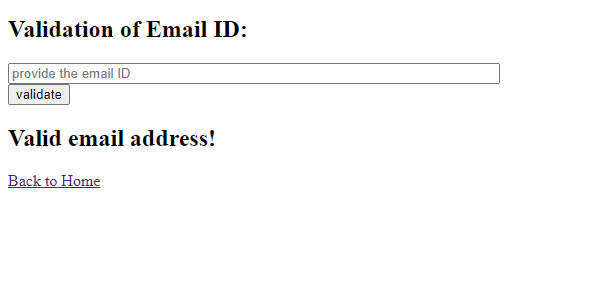 Validation of Email ID:
provide the email ID
validate
Valid email address!
Back to Home